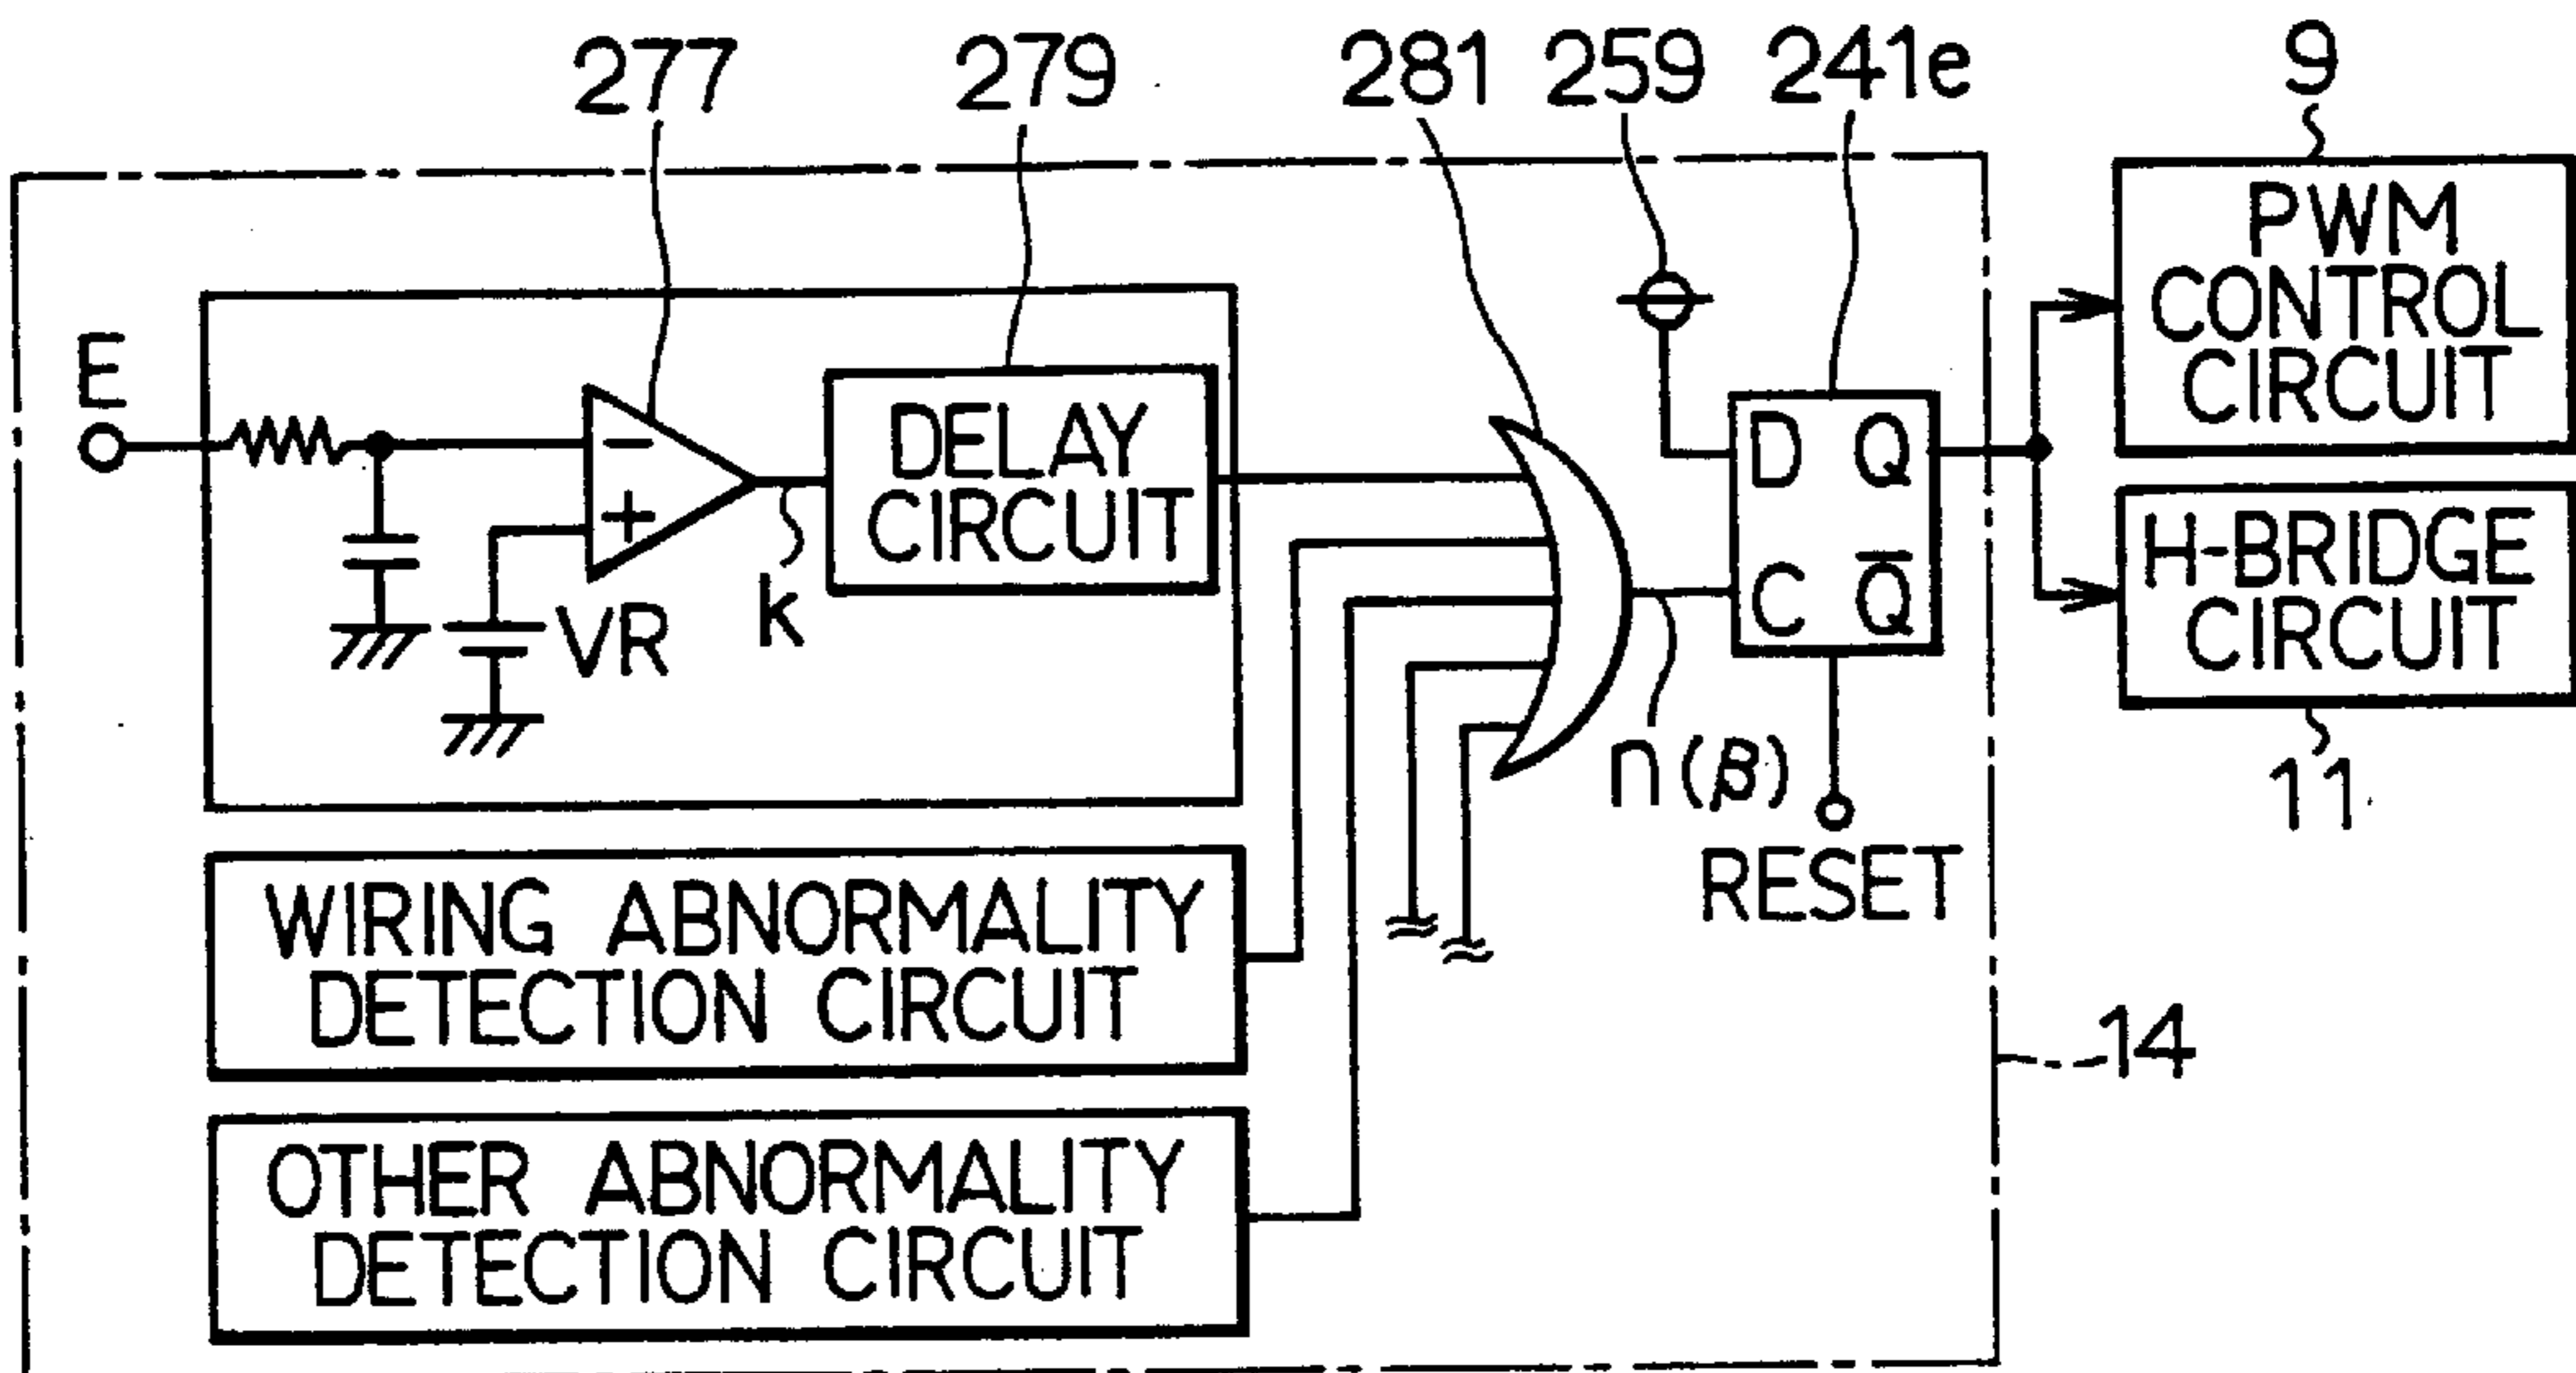 277 279 281 259 241e 9
PWM
CONTROL
CIRCUIT
E
DELAY
CIRCUIT
D Q
C Q̅
-
+
VR
k
n(β)
RESET
H-BRIDGE
CIRCUIT
11
WIRING ABNORMALITY
DETECTION CIRCUIT
14
OTHER ABNORMALITY
DETECTION CIRCUIT